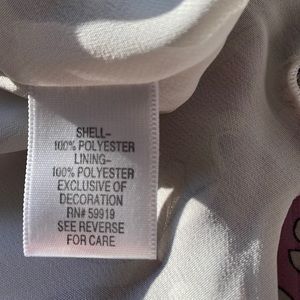 SHELL-
100% POLYESTER
LINING-
100% POLYESTER
EXCLUSIVE OF
DECORATION
RN# 59919
SEE REVERSE
FOR CARE